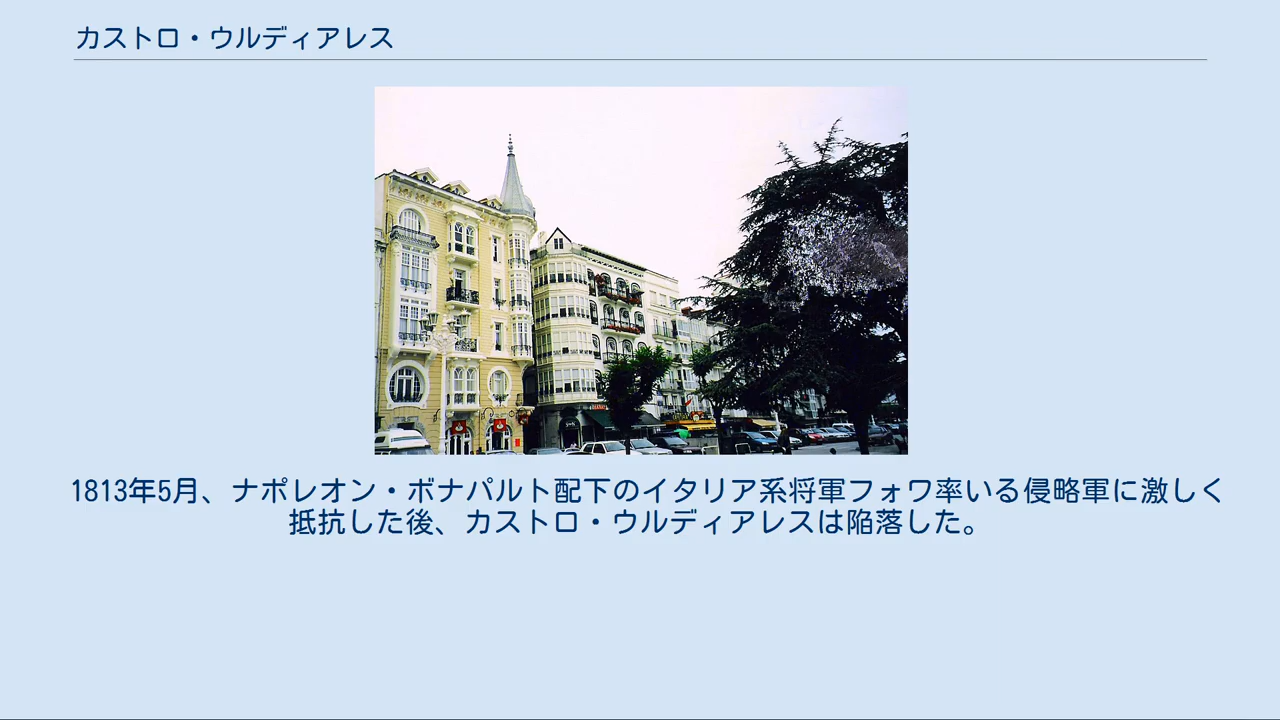 カストロ・ウルディアレス
1813年5月、ナポレオン・ボナパルト配下のイタリア系将軍フォワ率いる侵略軍に激しく
抵抗した後、カストロ・ウルディアレスは陥落した。